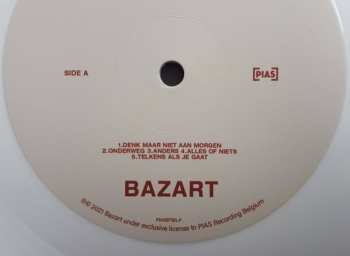 SIDE A
[PIAS]
1.DENK MAAR NIET AAN MORGEN
2.ONDERWEG 3.ANDERS 4.ALLES OF NIETS
5.TELKENS ALS JE GAAT
BAZART
℗© 2021 Bazart under exclusive license to PIAS Recording Belgium